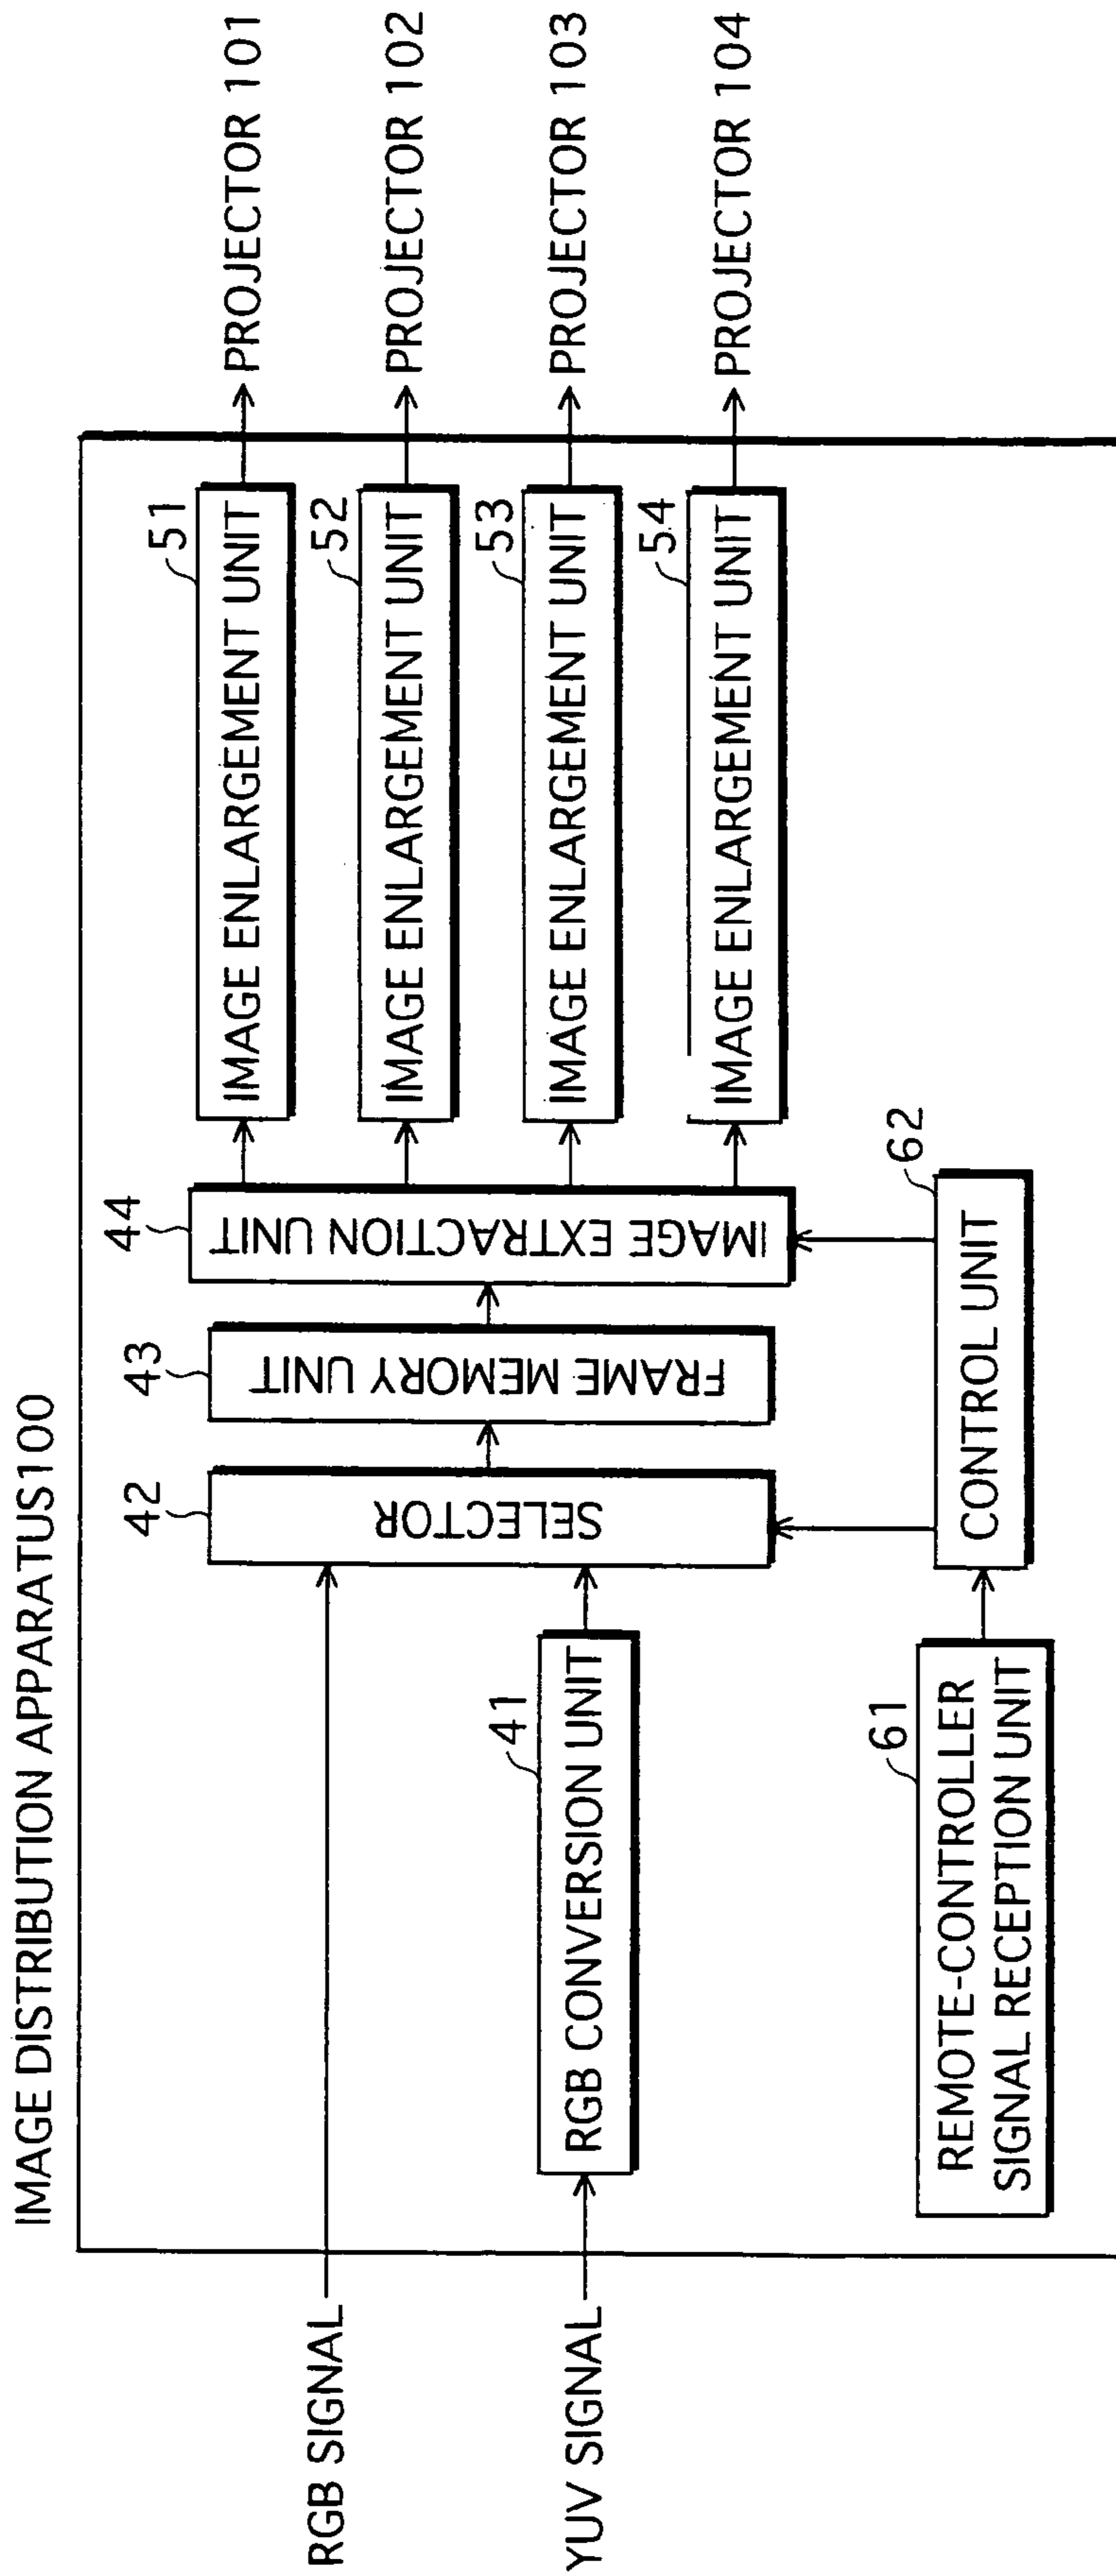 IMAGE DISTRIBUTION APPARATUS100
RGB SIGNAL
YUV SIGNAL
41
RGB CONVERSION UNIT
42
SELECTOR
43
FRAME MEMORY UNIT
44
IMAGE EXTRACTION UNIT
51
IMAGE ENLARGEMENT UNIT
PROJECTOR 101
52
IMAGE ENLARGEMENT UNIT
PROJECTOR 102
53
IMAGE ENLARGEMENT UNIT
PROJECTOR 103
54
IMAGE ENLARGEMENT UNIT
PROJECTOR 104
61
REMOTE-CONTROLLER
SIGNAL RECEPTION UNIT
62
CONTROL UNIT